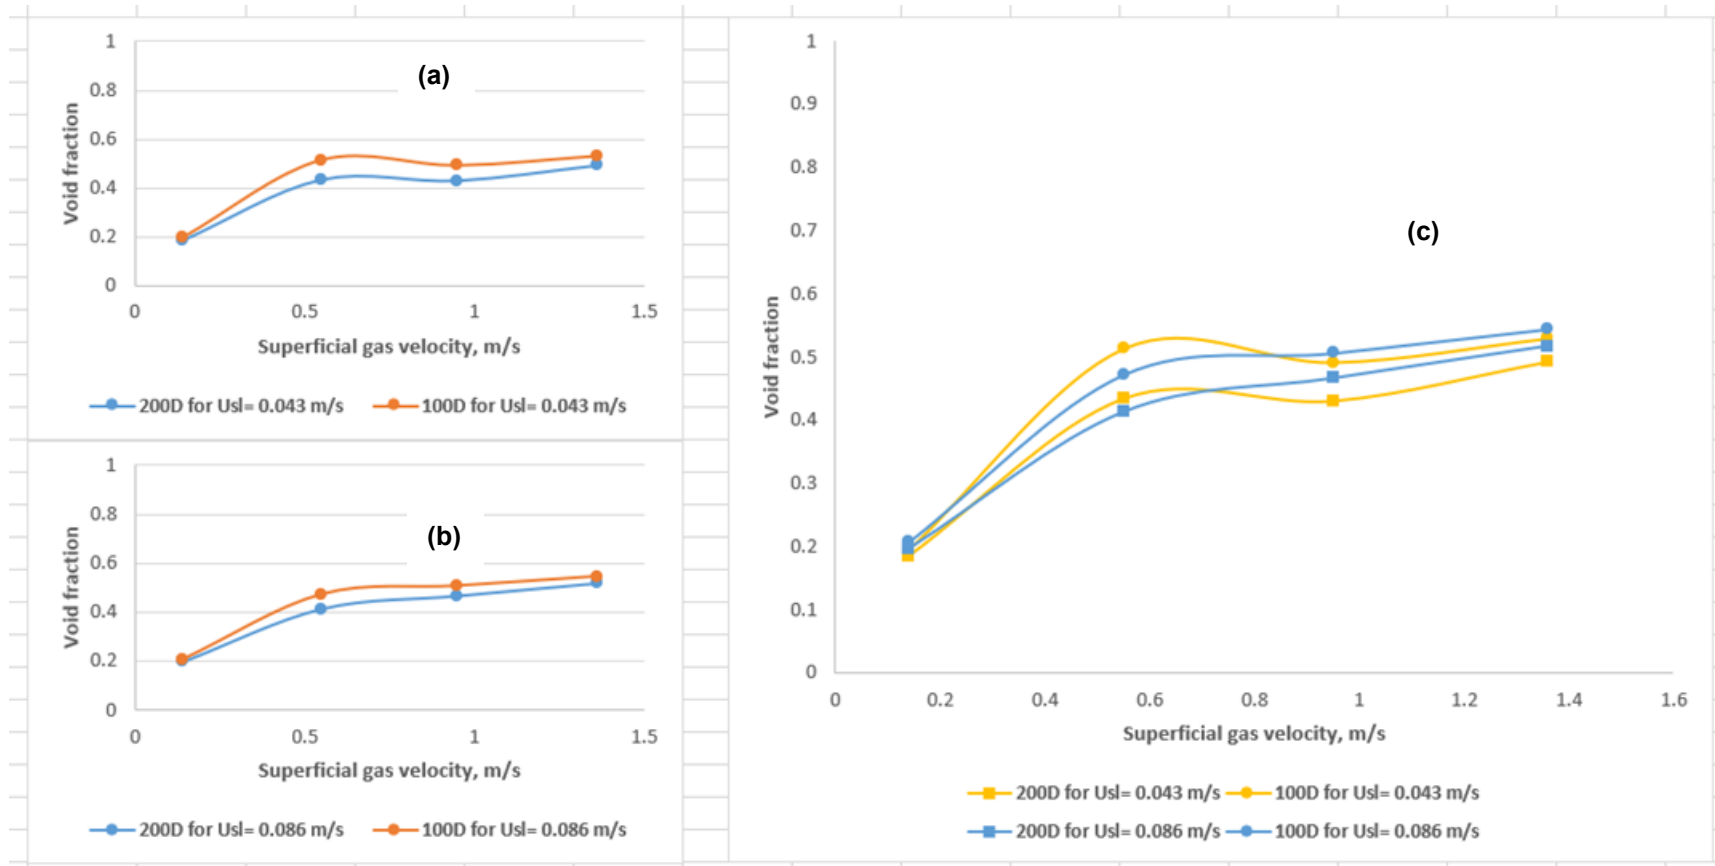 1
(a)
0.8
0.6
0.4
0.2
0
Void fraction
0 0.5 1 1.5
Superficial gas velocity, m/s
200D for Usl= 0.043 m/s 100D for Usl= 0.043 m/s
1
0.8
(b)
0.6
0.4
0.2
0
Void fraction
0 0.5 1 1.5
Superficial gas velocity, m/s
200D for Usl= 0.086 m/s 100D for Usl= 0.086 m/s
1
0.9
0.8
0.7
(c)
0.6
0.5
0.4
0.3
0.2
0.1
0
Void fraction
0 0.2 0.4 0.6 0.8 1 1.2 1.4 1.6
Superficial gas velocity, m/s
200D for Usl= 0.043 m/s 100D for Usl= 0.043 m/s
200D for Usl= 0.086 m/s 100D for Usl= 0.086 m/s